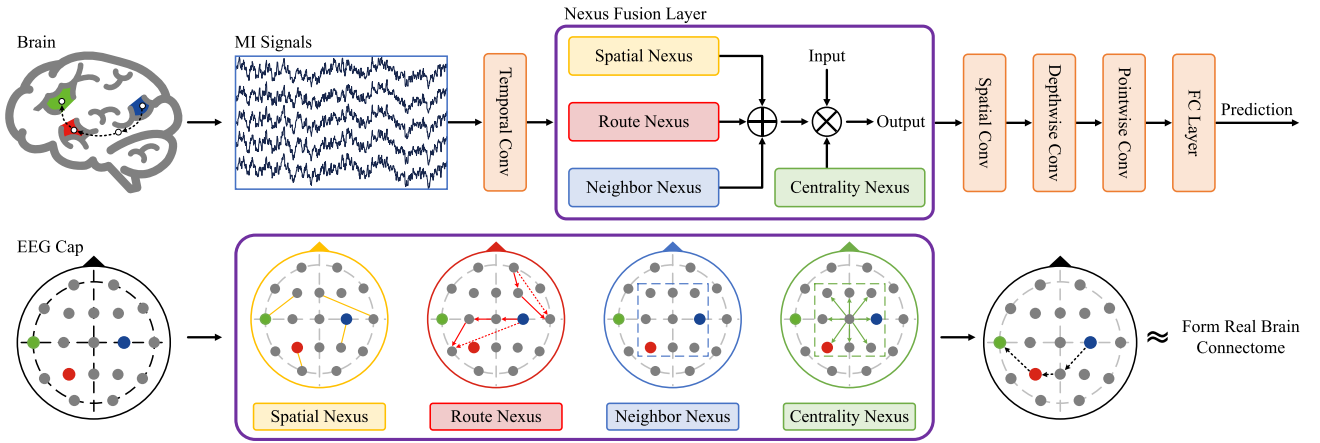 Nexus Fusion Layer
Brain
MI Signals
Temporal Conv
Spatial Nexus
Route Nexus
Neighbor Nexus
Input
Output
Centrality Nexus
Spatial Conv
Depthwise Conv
Pointwise Conv
FC Layer
Prediction
EEG Cap
Spatial Nexus
Route Nexus
Neighbor Nexus
Centrality Nexus
≈
Form Real Brain
Connectome